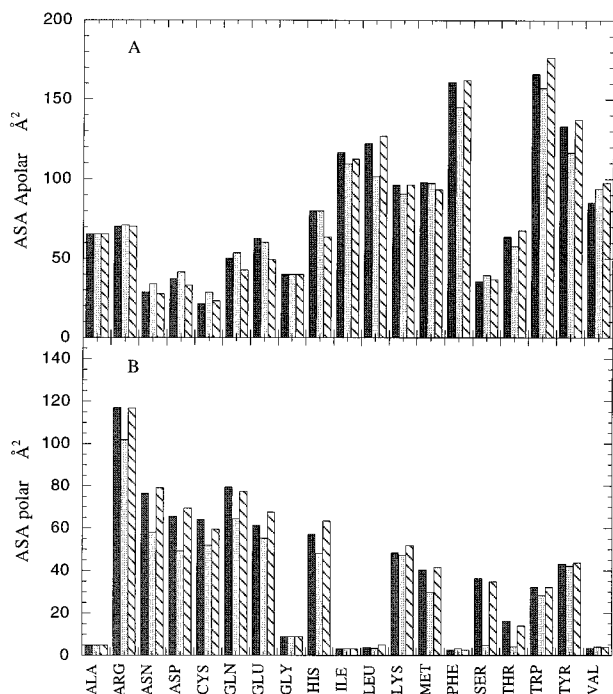 A
ASA Apolar Å²
200
150
100
50
0
B
ASA polar Å²
140
120
100
80
60
40
20
0
ALA
ARG
ASN
ASP
CYS
GLN
GLU
GLY
HIS
ILE
LEU
LYS
MET
PHE
SER
THR
TRP
TYR
VAL